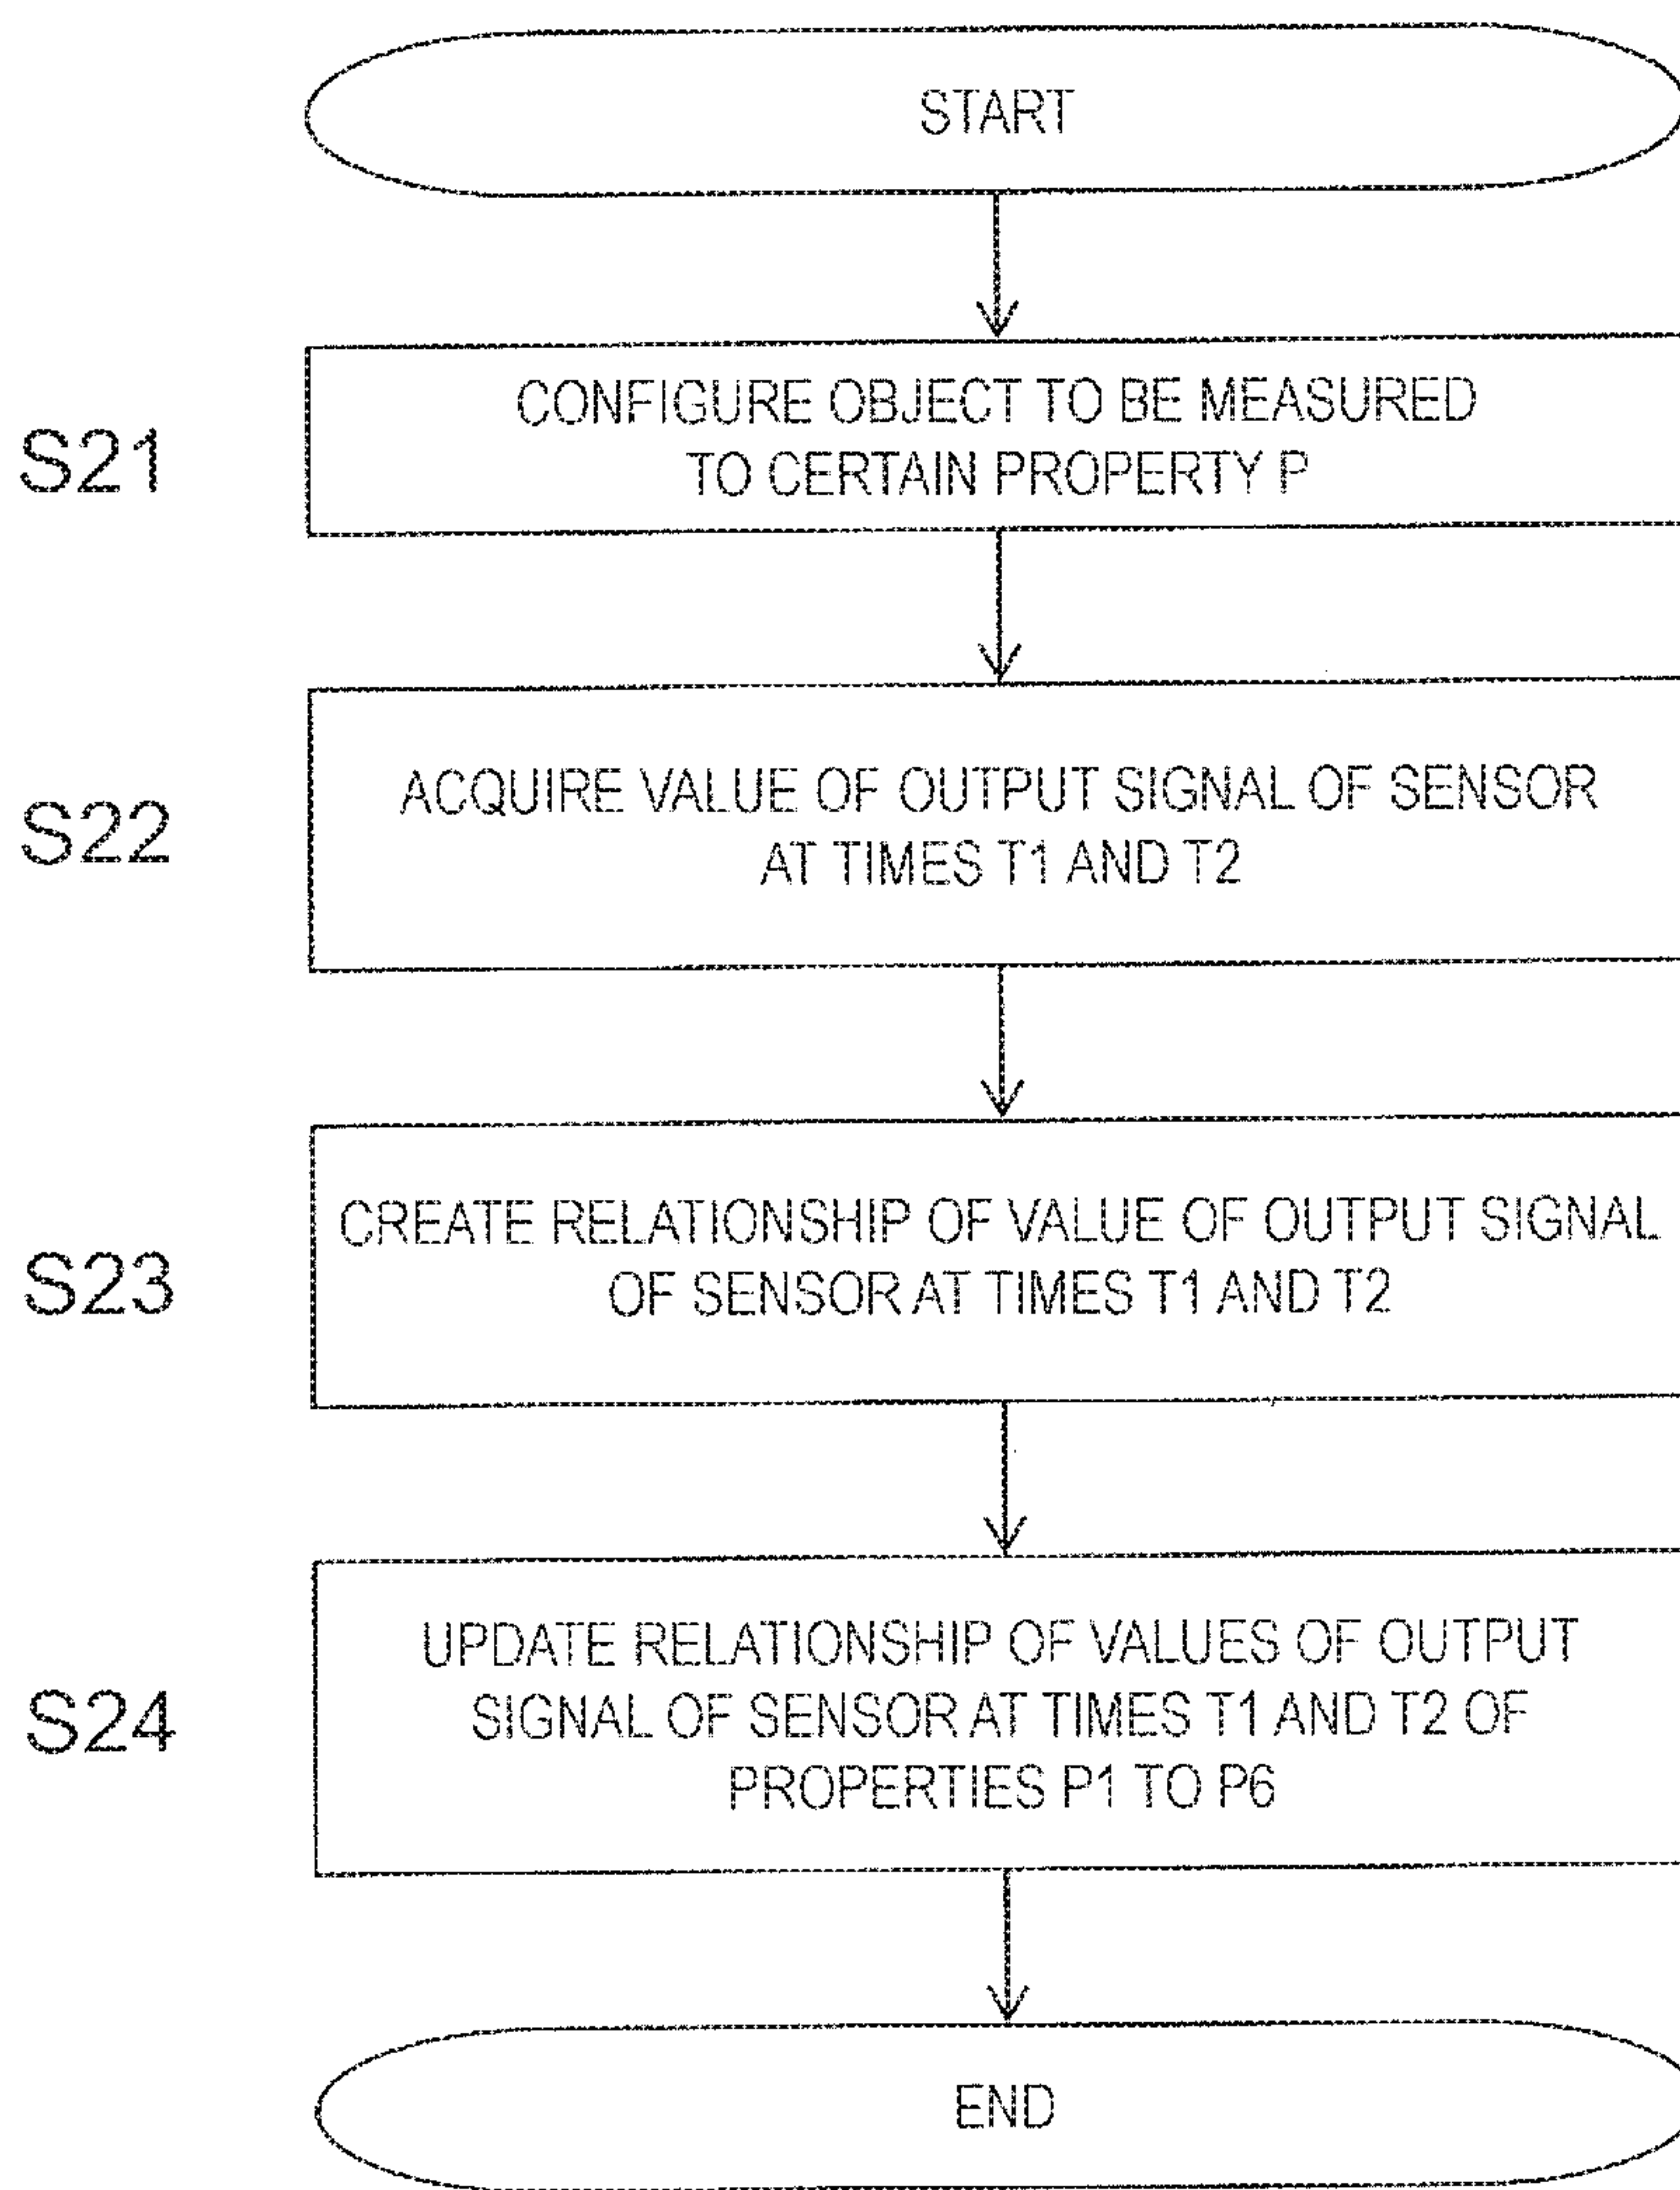 START
S21
CONFIGURE OBJECT TO BE MEASURED
TO CERTAIN PROPERTY P
S22
ACQUIRE VALUE OF OUTPUT SIGNAL OF SENSOR
AT TIMES T1 AND T2
S23
CREATE RELATIONSHIP OF VALUE OF OUTPUT SIGNAL
OF SENSOR AT TIMES T1 AND T2
S24
UPDATE RELATIONSHIP OF VALUES OF OUTPUT
SIGNAL OF SENSOR AT TIMES T1 AND T2 OF
PROPERTIES P1 TO P6
END